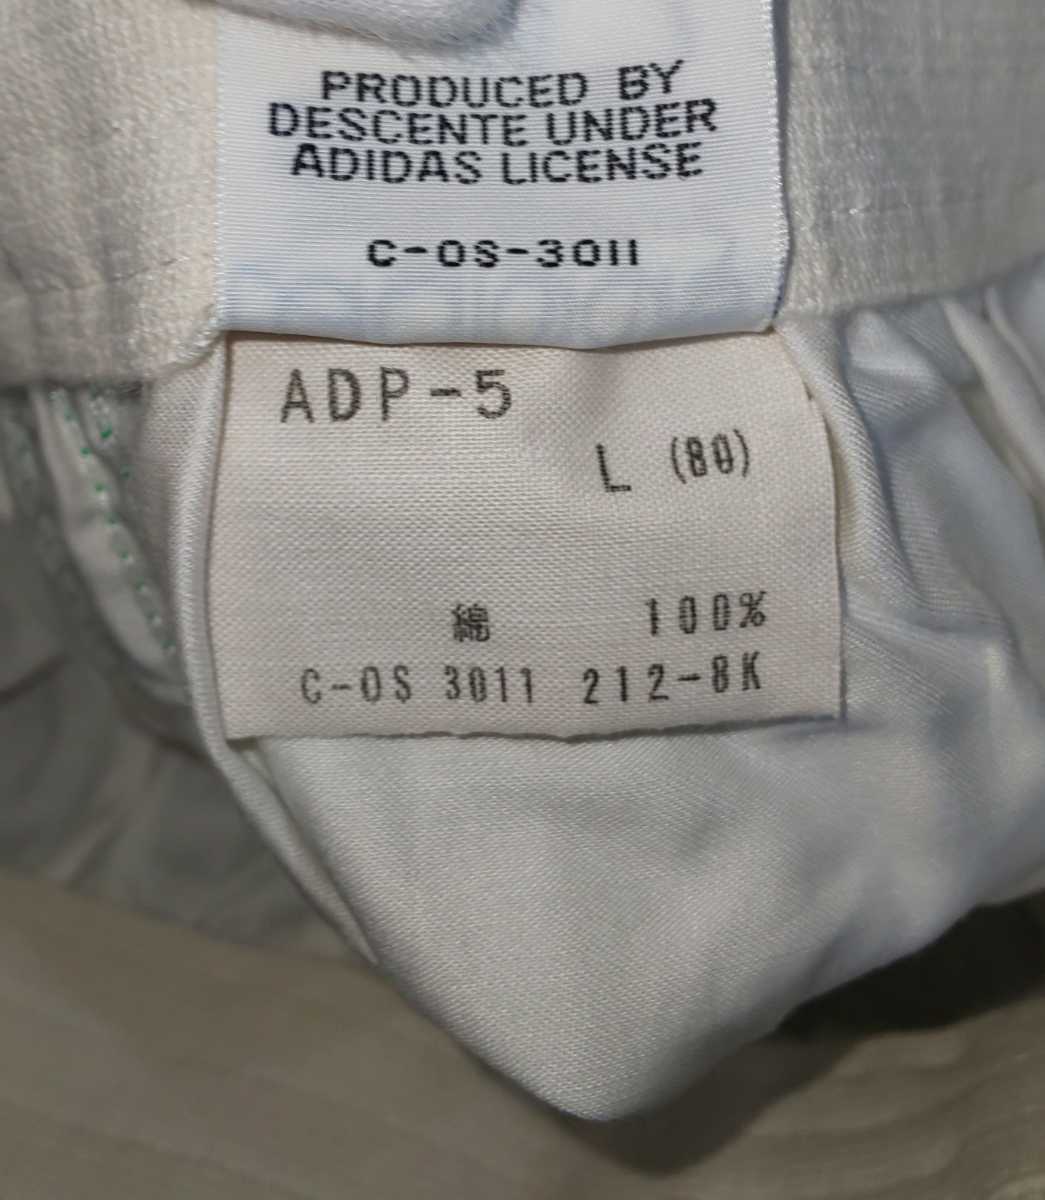 PRODUCED BY
DESCENTE UNDER
ADIDAS LICENSE
C-OS-3011
ADP-5
L (80)
綿 100%
C-OS 3011 212-8K